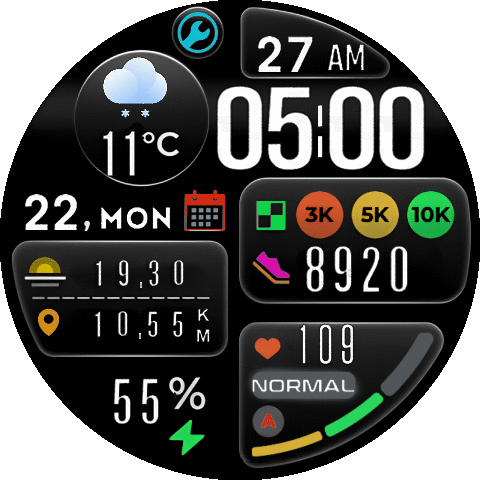 27 AM
05:00
11°C
22, MON
3K 5K 10K
8920
19,30
10,55 KM
109
NORMAL
A
55%